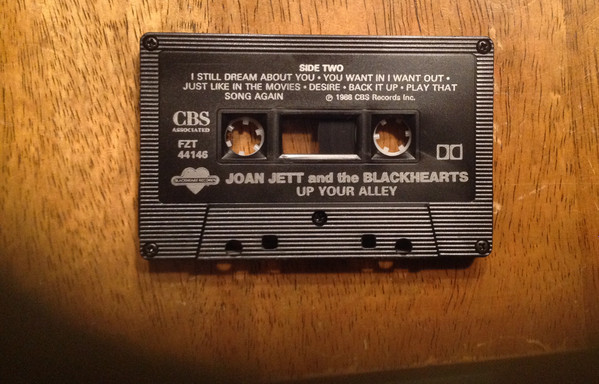 SIDE TWO
I STILL DREAM ABOUT YOU • YOU WANT IN I WANT OUT •
JUST LIKE IN THE MOVIES • DESIRE • BACK IT UP • PLAY THAT
SONG AGAIN ℗ 1988 CBS Records Inc.
CBS
ASSOCIATED
FZT
44146
BLACKHEART RECORDS
JOAN JETT and the BLACKHEARTS
UP YOUR ALLEY